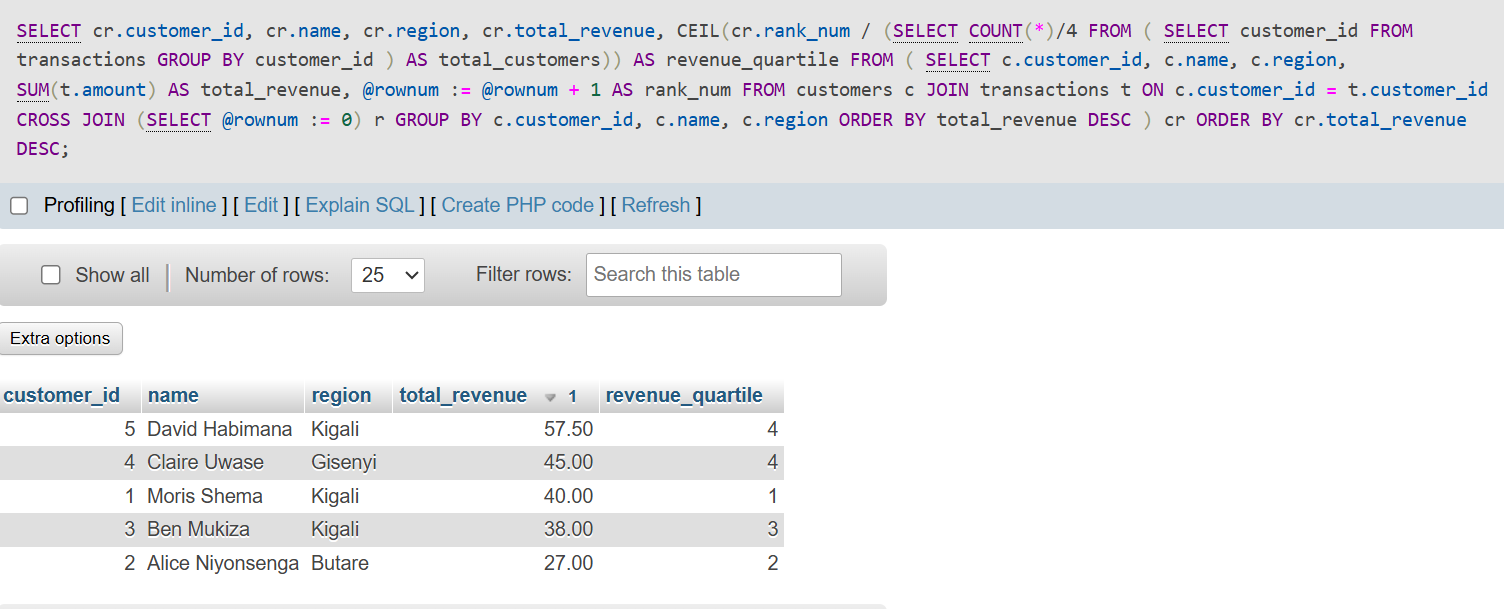 SELECT cr.customer_id, cr.name, cr.region, cr.total_revenue, CEIL(cr.rank_num / (SELECT COUNT(*)/4 FROM ( SELECT customer_id FROM
transactions GROUP BY customer_id ) AS total_customers)) AS revenue_quartile FROM ( SELECT c.customer_id, c.name, c.region,
SUM(t.amount) AS total_revenue, @rownum := @rownum + 1 AS rank_num FROM customers c JOIN transactions t ON c.customer_id = t.customer_id
CROSS JOIN (SELECT @rownum := 0) r GROUP BY c.customer_id, c.name, c.region ORDER BY total_revenue DESC ) cr ORDER BY cr.total_revenue
DESC;
Profiling [ Edit inline ] [ Edit ] [ Explain SQL ] [ Create PHP code ] [ Refresh ]
Show all Number of rows: 25 Filter rows: Search this table
Extra options
customer_id name region total_revenue 1 revenue_quartile
5 David Habimana Kigali 57.50 4
4 Claire Uwase Gisenyi 45.00 4
1 Moris Shema Kigali 40.00 1
3 Ben Mukiza Kigali 38.00 3
2 Alice Niyonsenga Butare 27.00 2